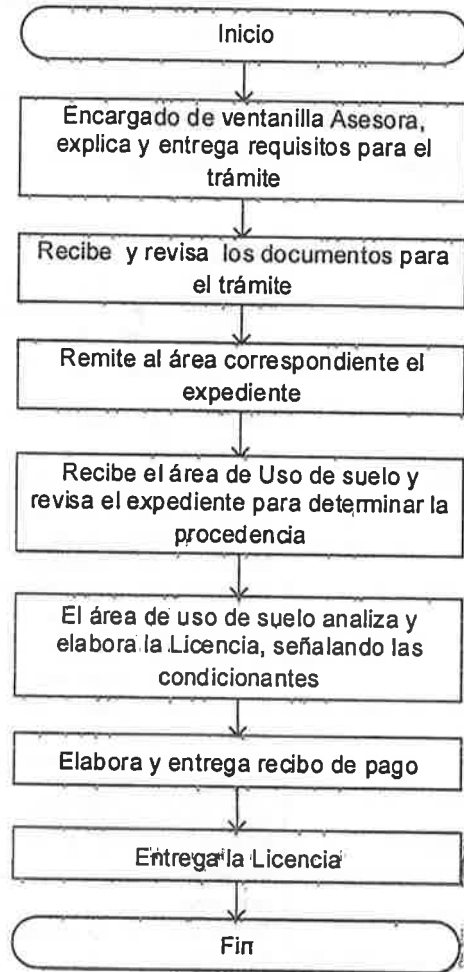 Inicio
Encargado de ventanilla Asesora,
explica y entrega requisitos para el
trámite
Recibe y revisa los documentos para
el trámite
Remite al área correspondiente el
expediente
Recibe el área de Uso de suelo y
revisa el expediente para determinar la
procedencia
El área de uso de suelo analiza y
elabora la Licencia, señalando las
condicionantes
Elabora y entrega recibo de pago
Entrega la Licencia
Fin